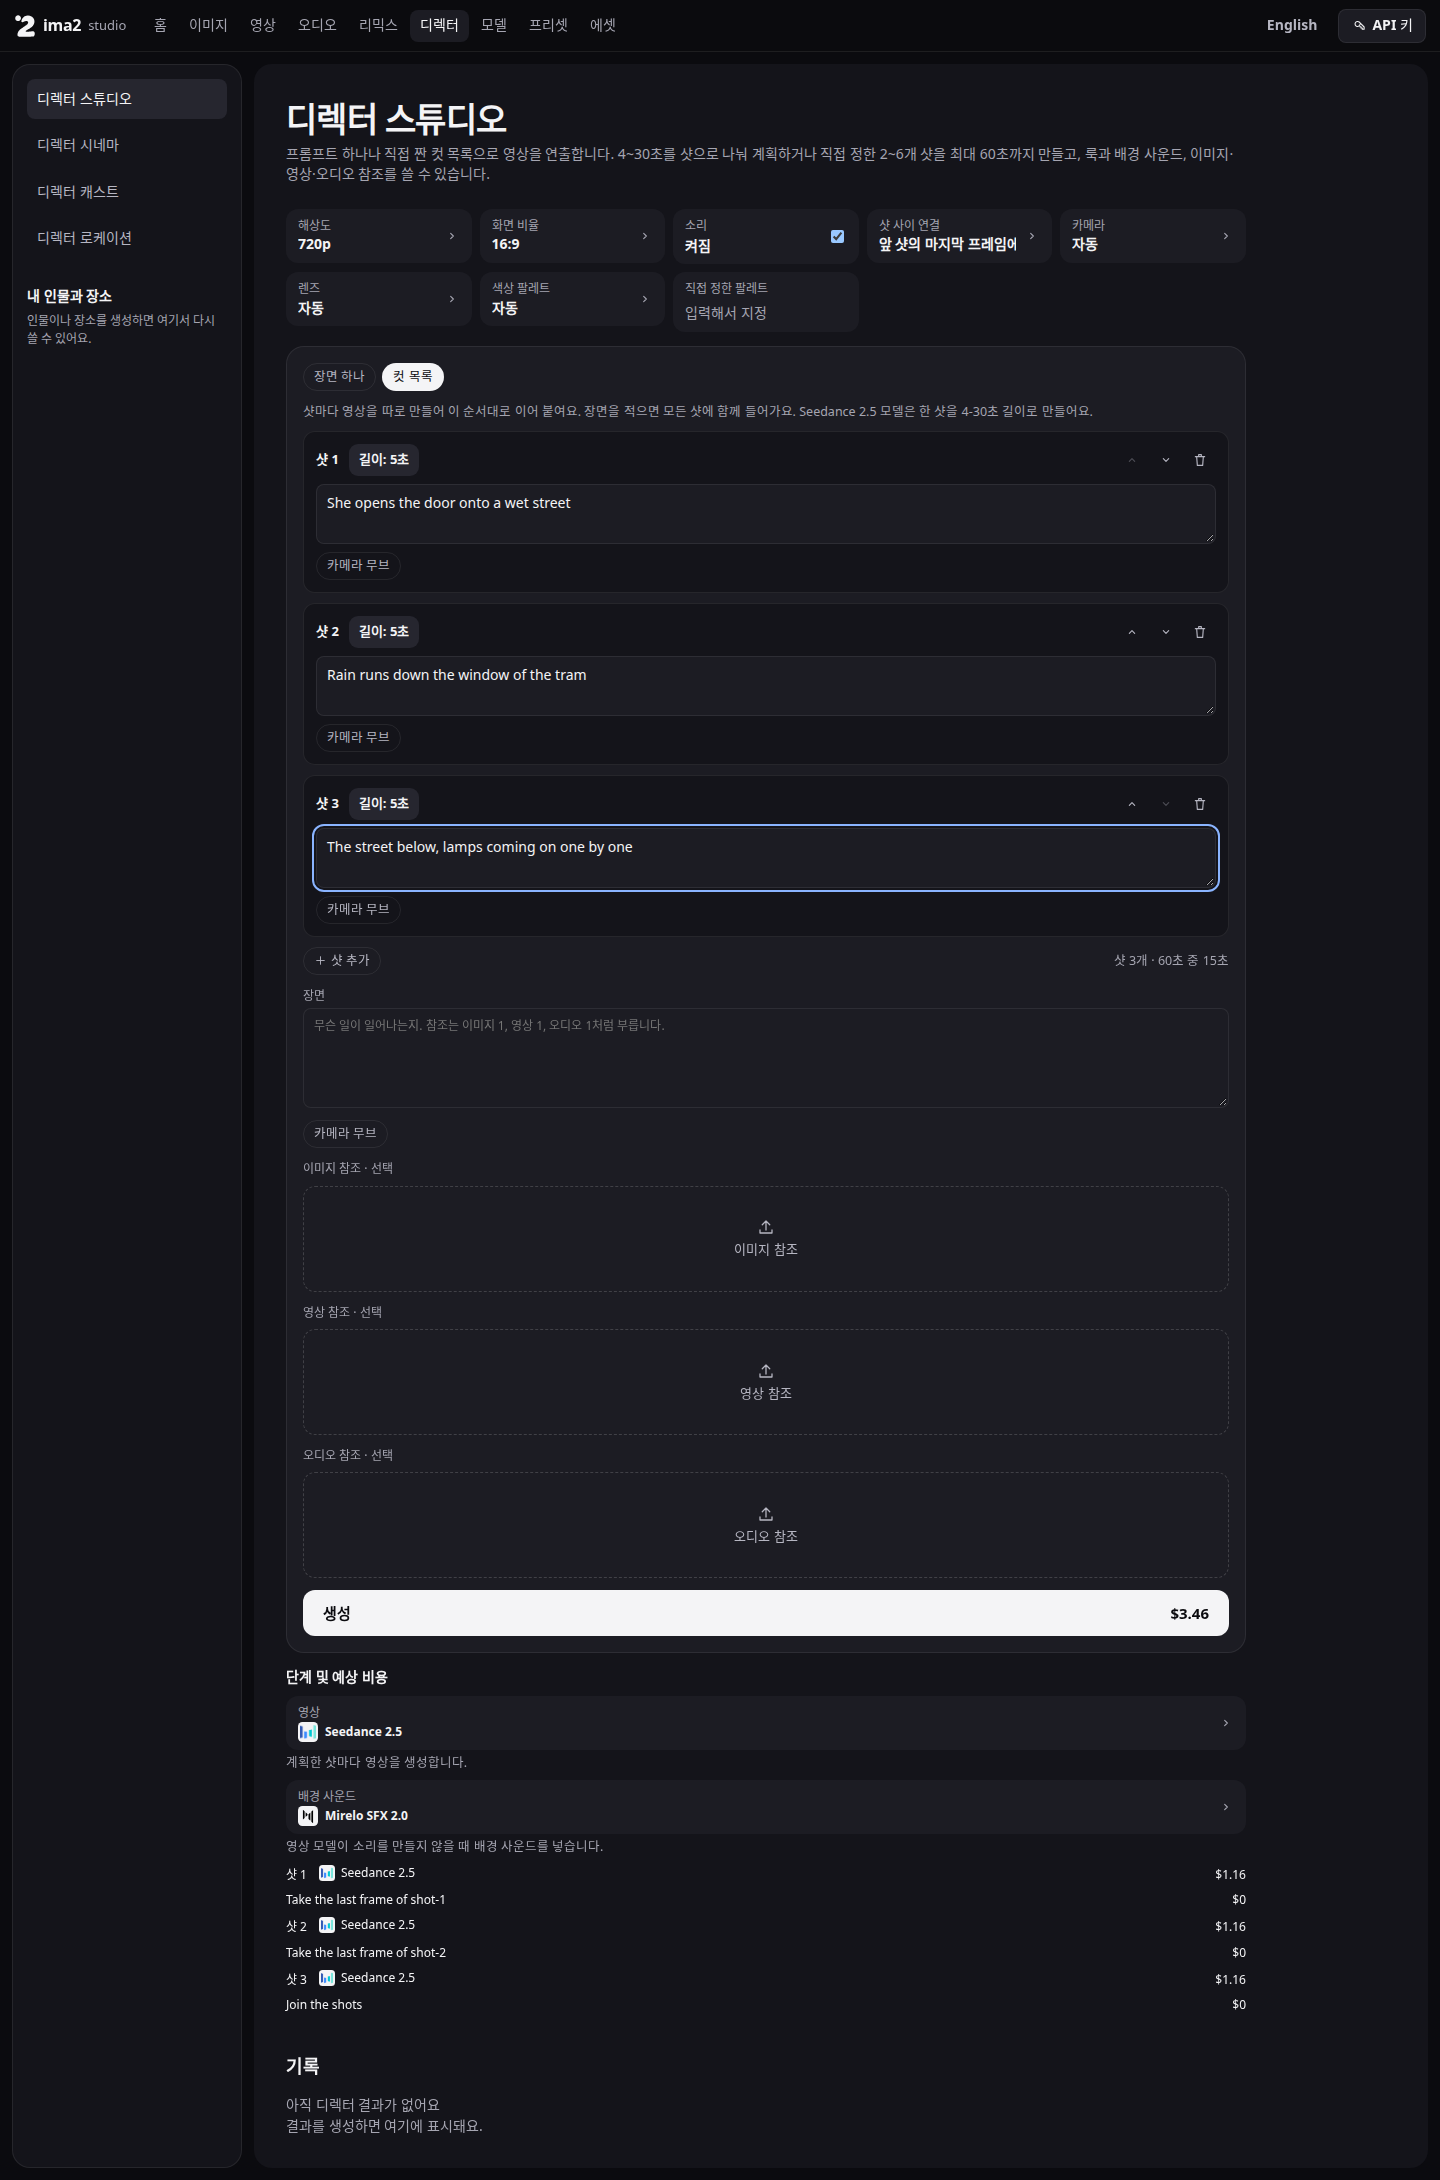 ima2 studio
홈
이미지
영상
오디오
리믹스
디렉터
모델
프리셋
에셋
English
API 키
디렉터 스튜디오
디렉터 시네마
디렉터 캐스트
디렉터 로케이션
내 인물과 장소
인물이나 장소를 생성하면 여기서 다시
쓸 수 있어요.
디렉터 스튜디오
프롬프트 하나나 직접 짠 컷 목록으로 영상을 연출합니다. 4~30초를 샷으로 나눠 계획하거나 직접 정한 2~6개 샷을 최대 60초까지 만들고, 룩과 배경 사운드, 이미지·
영상·오디오 참조를 쓸 수 있습니다.
해상도
720p
화면 비율
16:9
소리
켜짐
샷 사이 연결
앞 샷의 마지막 프레임에
카메라
자동
렌즈
자동
색상 팔레트
자동
직접 정한 팔레트
입력해서 지정
장면 하나
컷 목록
샷마다 영상을 따로 만들어 이 순서대로 이어 붙여요. 장면을 적으면 모든 샷에 함께 들어가요. Seedance 2.5 모델은 한 샷을 4-30초 길이로 만들어요.
샷 1
길이: 5초
She opens the door onto a wet street
카메라 무브
샷 2
길이: 5초
Rain runs down the window of the tram
카메라 무브
샷 3
길이: 5초
The street below, lamps coming on one by one
카메라 무브
+ 샷 추가
샷 3개 · 60초 중 15초
장면
무슨 일이 일어나는지. 참조는 이미지 1, 영상 1, 오디오 1처럼 부릅니다.
카메라 무브
이미지 참조 · 선택
이미지 참조
영상 참조 · 선택
영상 참조
오디오 참조 · 선택
오디오 참조
생성
$3.46
단계 및 예상 비용
영상
Seedance 2.5
계획한 샷마다 영상을 생성합니다.
배경 사운드
Mirelo SFX 2.0
영상 모델이 소리를 만들지 않을 때 배경 사운드를 넣습니다.
샷 1 Seedance 2.5 $1.16
Take the last frame of shot-1 $0
샷 2 Seedance 2.5 $1.16
Take the last frame of shot-2 $0
샷 3 Seedance 2.5 $1.16
Join the shots $0
기록
아직 디렉터 결과가 없어요
결과를 생성하면 여기에 표시돼요.